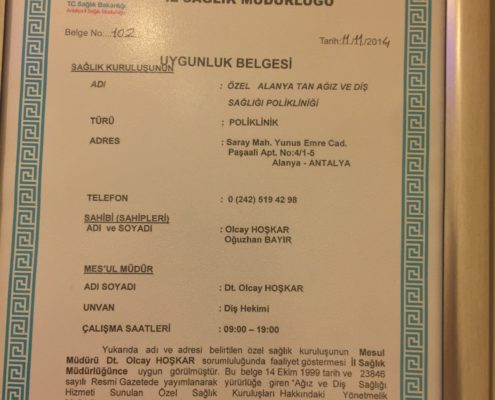 İL SAĞLIK MÜDÜRLÜĞÜ
TC Sağlık Bakanlığı
Antalya İl Sağlık Müdürlüğü
Belge No:...102
Tarih:11/11/2014
UYGUNLUK BELGESİ
SAĞLIK KURULUŞUNUN
ADI : ÖZEL ALANYA TAN AĞIZ VE DİŞ
SAĞLIĞI POLİKLİNİĞİ
TÜRÜ : POLİKLİNİK
ADRES : Saray Mah. Yunus Emre Cad.
Paşaali Apt. No:4/1-5
Alanya - ANTALYA
TELEFON : 0 (242) 519 42 98
SAHİBİ (SAHİPLERİ)
ADI ve SOYADI : Olcay HOŞKAR
Oğuzhan BAYIR
MES'UL MÜDÜR
ADI SOYADI : Dt. Olcay HOŞKAR
UNVAN : Diş Hekimi
ÇALIŞMA SAATLERİ : 09:00 – 19:00
Yukarıda adı ve adresi belirtilen özel sağlık kuruluşunun Mesul
Müdürü Dt. Olcay HOŞKAR sorumluluğunda faaliyet göstermesi İl Sağlık
Müdürlüğünce uygun görülmüştür. Bu belge 14 Ekim 1999 tarih ve 23846
sayılı Resmi Gazetede yayımlanarak yürürlüğe giren "Ağız ve Diş Sağlığı
Hizmeti Sunulan Özel Sağlık Kuruluşları Hakkındaki Yönetmelik